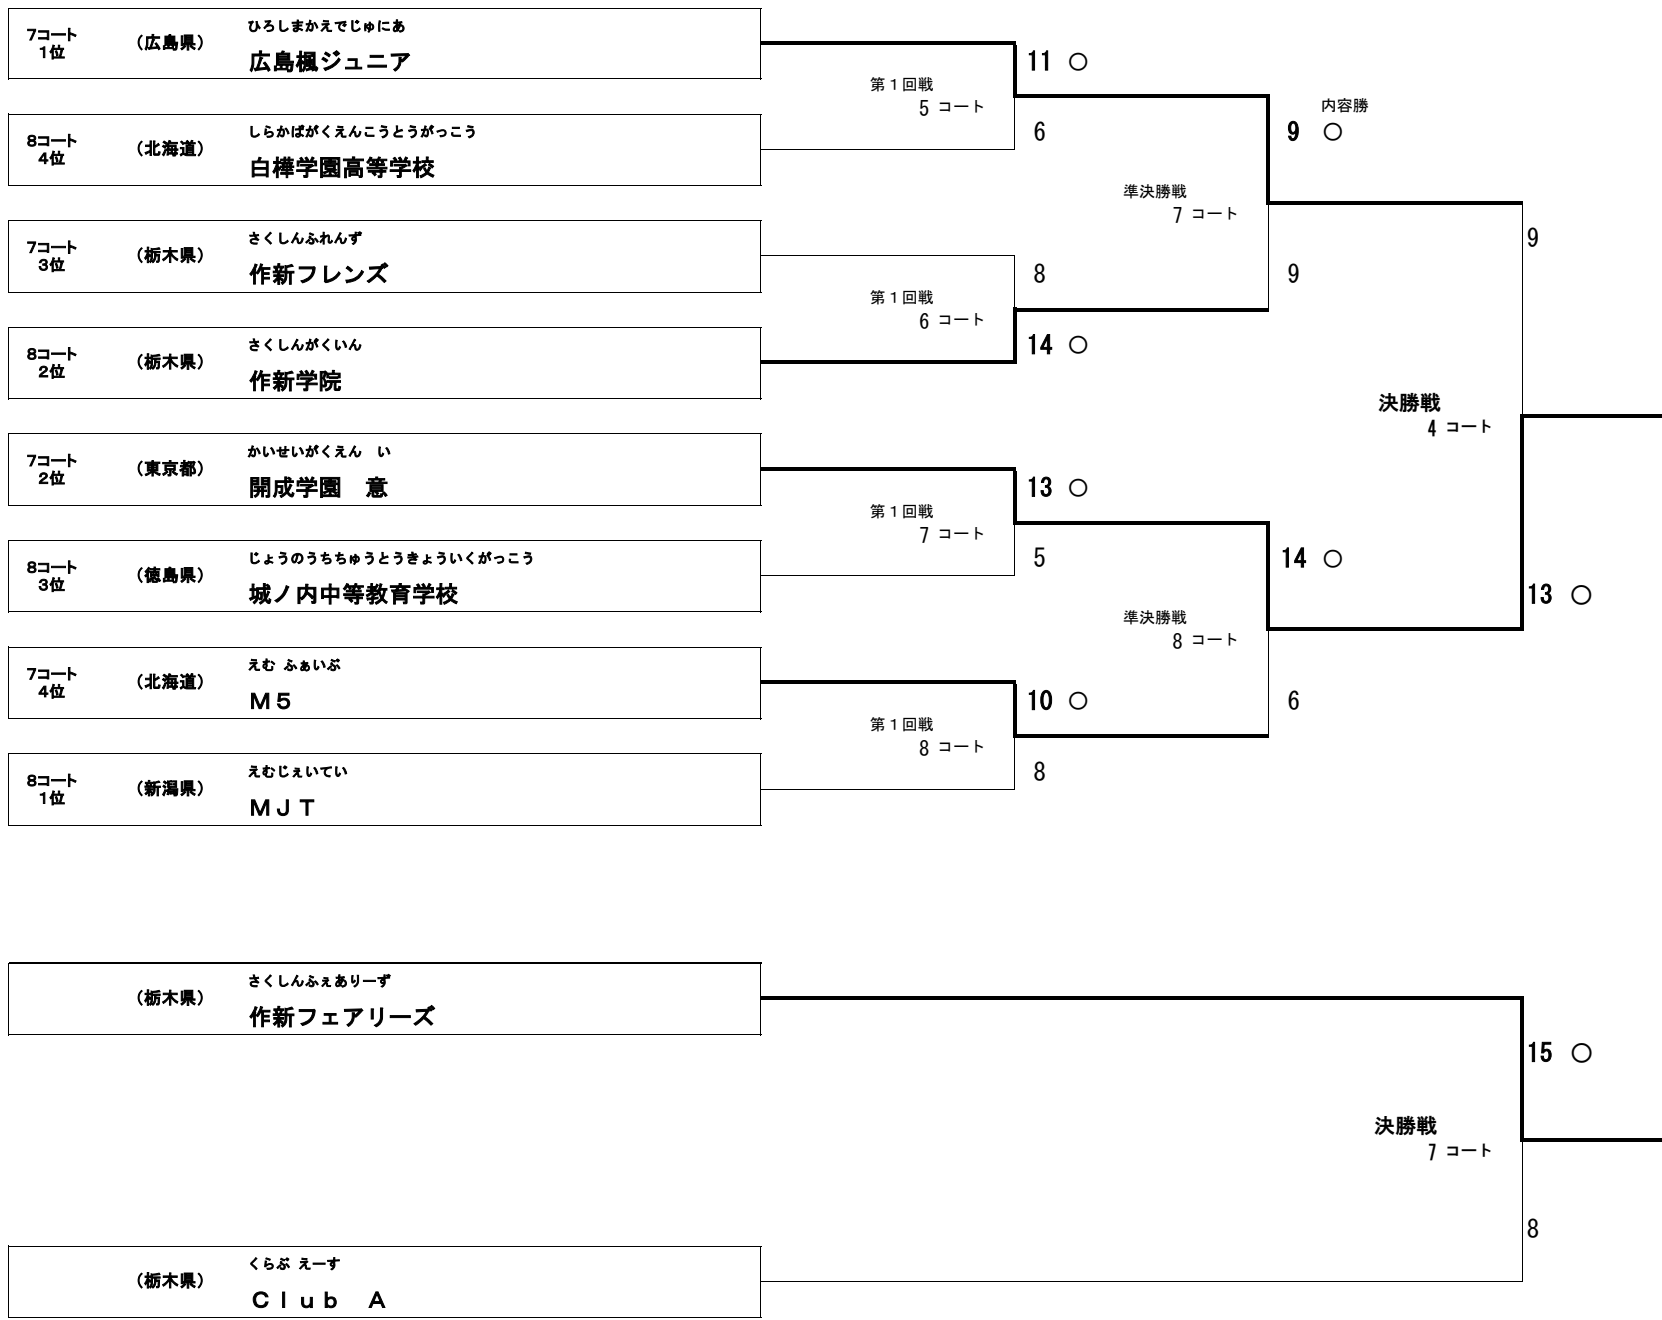 7コート
1位
（広島県）
ひろしまかえでじゅにあ
広島楓ジュニア
11 ○
第１回戦
5 コート
内容勝
9 ○
8コート
4位
（北海道）
しらかばがくえんこうとうがっこう
白樺学園高等学校
6
準決勝戦
7 コート
7コート
3位
（栃木県）
さくしんふれんず
作新フレンズ
9
8
9
第１回戦
6 コート
8コート
2位
（栃木県）
さくしんがくいん
作新学院
14 ○
決勝戦
4 コート
7コート
2位
（東京都）
かいせいがくえん　い
開成学園　意
13 ○
第１回戦
7 コート
8コート
3位
（徳島県）
じょうのうちちゅうとうきょういくがっこう
城ノ内中等教育学校
5
14 ○
13 ○
準決勝戦
8 コート
7コート
4位
（北海道）
えむ ふぁいぶ
Ｍ５
10 ○
6
第１回戦
8 コート
8コート
1位
（新潟県）
えむじぇいてい
ＭＪＴ
8
（栃木県）
さくしんふぇありーず
作新フェアリーズ
15 ○
決勝戦
7 コート
8
（栃木県）
くらぶ えーす
Ｃｌｕｂ　Ａ